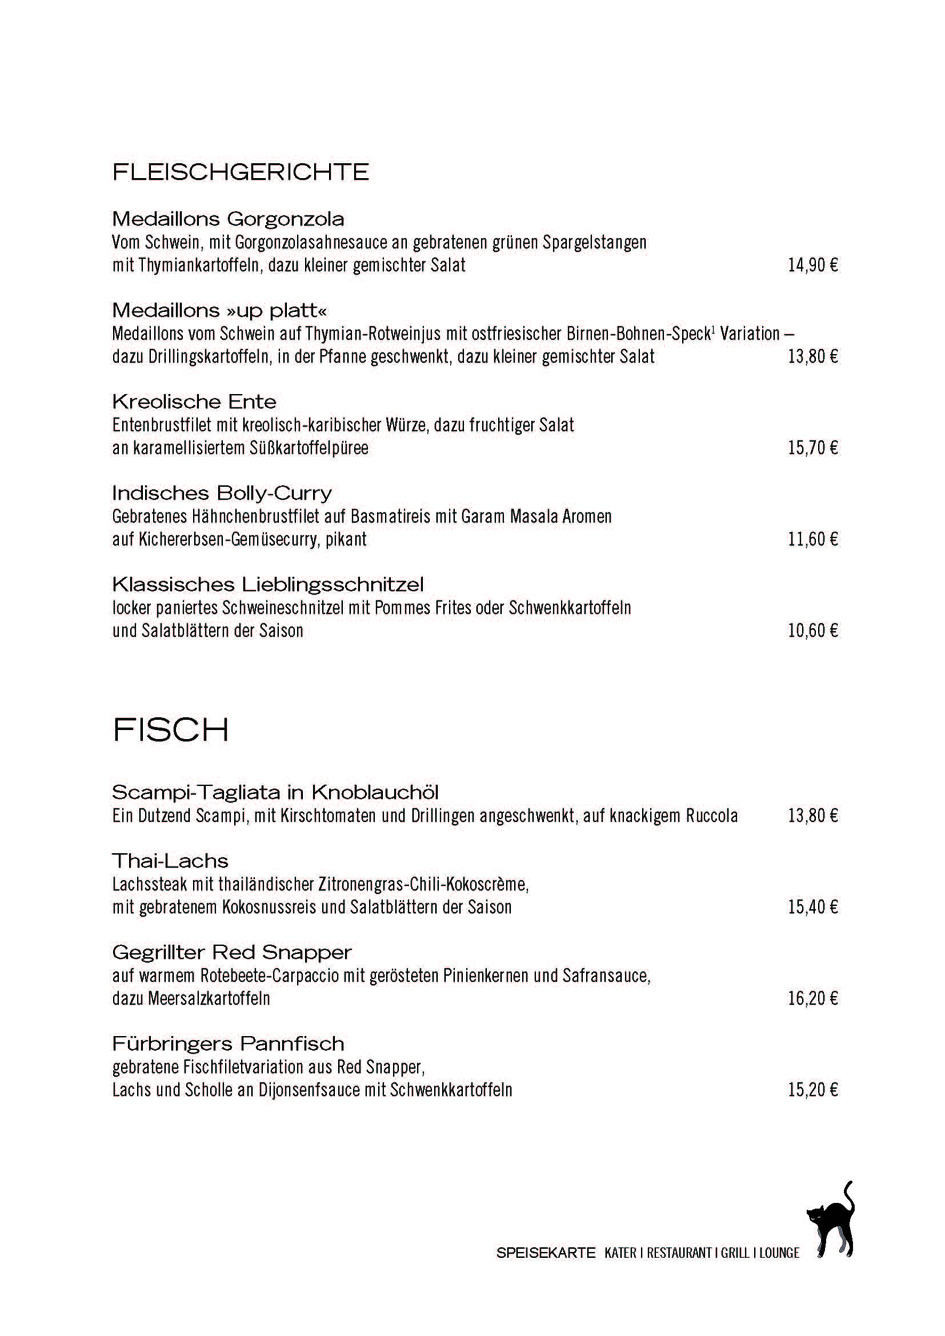 FLEISCHGERICHTE
Medaillons Gorgonzola
Vom Schwein, mit Gorgonzolasahnesauce an gebratenen grünen Spargelstangen
mit Thymiankartoffeln, dazu kleiner gemischter Salat 14,90 €
Medaillons »up platt«
Medaillons vom Schwein auf Thymian-Rotweinjus mit ostfriesischer Birnen-Bohnen-Speck¹ Variation –
dazu Drillingskartoffeln, in der Pfanne geschwenkt, dazu kleiner gemischter Salat 13,80 €
Kreolische Ente
Entenbrustfilet mit kreolisch-karibischer Würze, dazu fruchtiger Salat
an karamellisiertem Süßkartoffelpüree 15,70 €
Indisches Bolly-Curry
Gebratenes Hähnchenbrustfilet auf Basmatireis mit Garam Masala Aromen
auf Kichererbsen-Gemüsecurry, pikant 11,60 €
Klassisches Lieblingsschnitzel
locker paniertes Schweineschnitzel mit Pommes Frites oder Schwenkkartoffeln
und Salatblättern der Saison 10,60 €
FISCH
Scampi-Tagliata in Knoblauchöl
Ein Dutzend Scampi, mit Kirschtomaten und Drillingen angeschwenkt, auf knackigem Ruccola 13,80 €
Thai-Lachs
Lachssteak mit thailändischer Zitronengras-Chili-Kokoscrème,
mit gebratenem Kokosnussreis und Salatblättern der Saison 15,40 €
Gegrillter Red Snapper
auf warmem Rotebeete-Carpaccio mit gerösteten Pinienkernen und Safransauce,
dazu Meersalzkartoffeln 16,20 €
Fürbringers Pannfisch
gebratene Fischfiletvariation aus Red Snapper,
Lachs und Scholle an Dijonsenfsauce mit Schwenkkartoffeln 15,20 €
SPEISEKARTE KATER I RESTAURANT I GRILL I LOUNGE